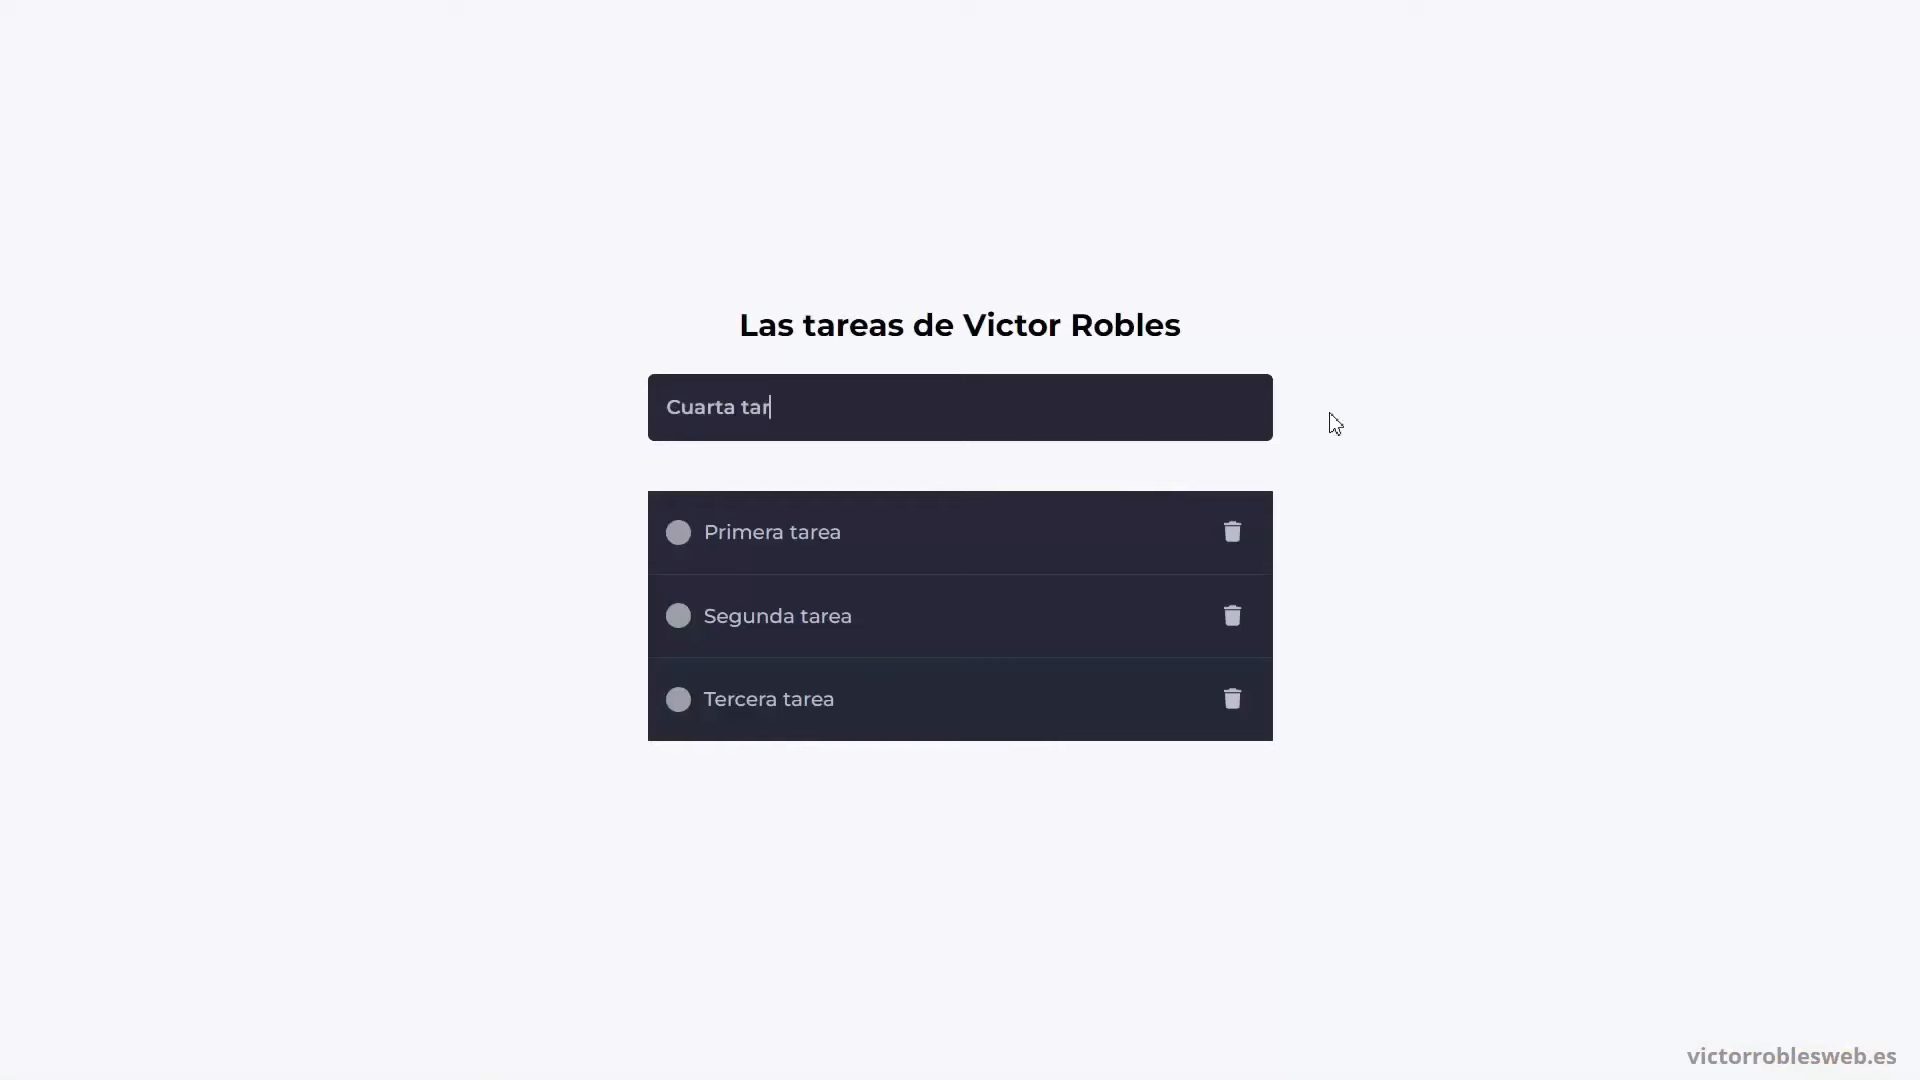 Las tareas de Victor Robles
Cuarta tar
Primera tarea
Segunda tarea
Tercera tarea
victorroblesweb.es